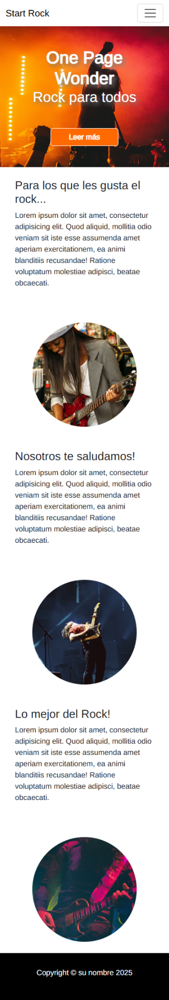 Start Rock
One Page
Wonder
Rock para todos
Leer más
Para los que les gusta el
rock...
Lorem ipsum dolor sit amet, consectetur
adipisicing elit. Quod aliquid, mollitia odio
veniam sit iste esse assumenda amet
aperiam exercitationem, ea animi
blanditiis recusandae! Ratione
voluptatum molestiae adipisci, beatae
obcaecati.
Nosotros te saludamos!
Lorem ipsum dolor sit amet, consectetur
adipisicing elit. Quod aliquid, mollitia odio
veniam sit iste esse assumenda amet
aperiam exercitationem, ea animi
blanditiis recusandae! Ratione
voluptatum molestiae adipisci, beatae
obcaecati.
Lo mejor del Rock!
Lorem ipsum dolor sit amet, consectetur
adipisicing elit. Quod aliquid, mollitia odio
veniam sit iste esse assumenda amet
aperiam exercitationem, ea animi
blanditiis recusandae! Ratione
voluptatum molestiae adipisci, beatae
obcaecati.
Copyright © su nombre 2025